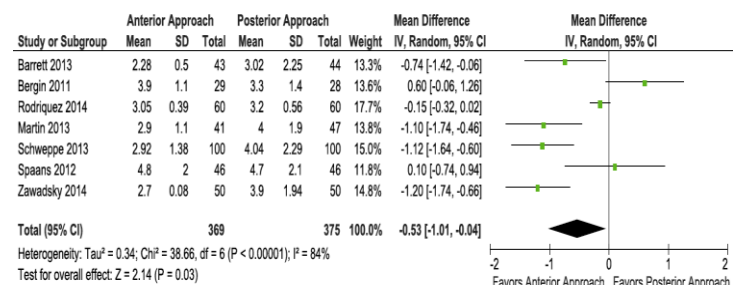 Anterior Approach Posterior Approach Mean Difference Mean Difference
Study or Subgroup Mean SD Total Mean SD Total Weight IV, Random, 95% CI IV, Random, 95% CI
Barrett 2013 2.28 0.5 43 3.02 2.25 44 13.3% -0.74 [-1.42, -0.06]
Bergin 2011 3.9 1.1 29 3.3 1.4 28 13.5% 0.60 [-0.06, 1.26]
Rodriquez 2014 3.05 0.39 60 3.2 0.56 60 17.7% -0.15 [-0.32, 0.02]
Martin 2013 2.9 1.1 41 4 1.9 47 13.7% -1.10 [-1.74, -0.46]
Schweppe 2013 2.92 1.38 100 4.04 2.29 100 14.9% -1.12 [-1.64, -0.60]
Spaans 2012 4.8 2 46 4.7 2.1 46 11.8% 0.10 [-0.74, 0.94]
Zawadsky 2014 2.7 0.08 50 3.9 1.94 50 14.7% -1.20 [-1.74, -0.66]
Total (95% CI) 369 375 100.0% -0.53 [-1.01, -0.04]
Heterogeneity: Tau² = 0.34; Chi² = 38.66, df = 6 (P < 0.00001); I² = 84%
Test for overall effect: Z = 2.14 (P = 0.03)
-2 -1 0 1 2
Favors Anterior Approach Favors Posterior Approach